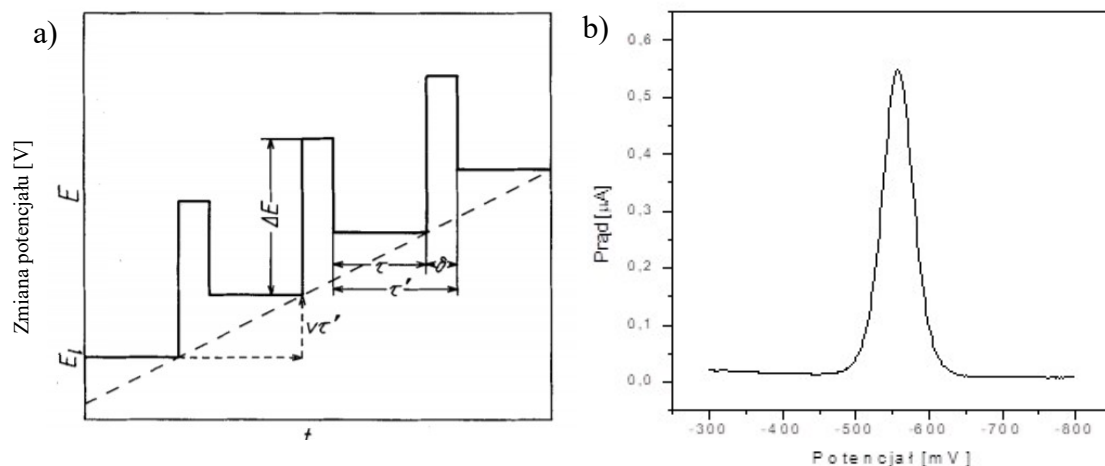 a)
Zmiana potencjału [V]
E
E₁
ΔE
τ
δ
τ'
vτ'
t
b)
Prąd [µA]
0,6
0,5
0,4
0,3
0,2
0,1
0,0
-300 -400 -500 -600 -700 -800
Potencjał [mV]